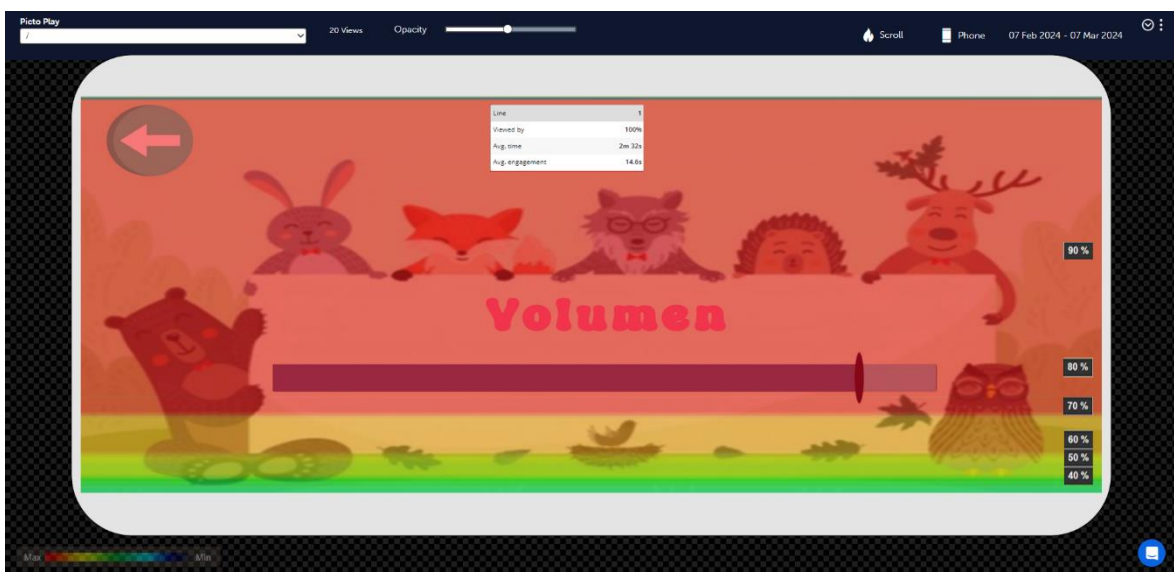 Picto Play
/
20 Views
Opacity
Scroll
Phone
07 Feb 2024 - 07 Mar 2024
Line 1
Viewed by 100%
Avg. time 2m 32s
Avg. engagement 14.6s
90 %
Volumen
80 %
70 %
60 %
50 %
40 %
Max Min